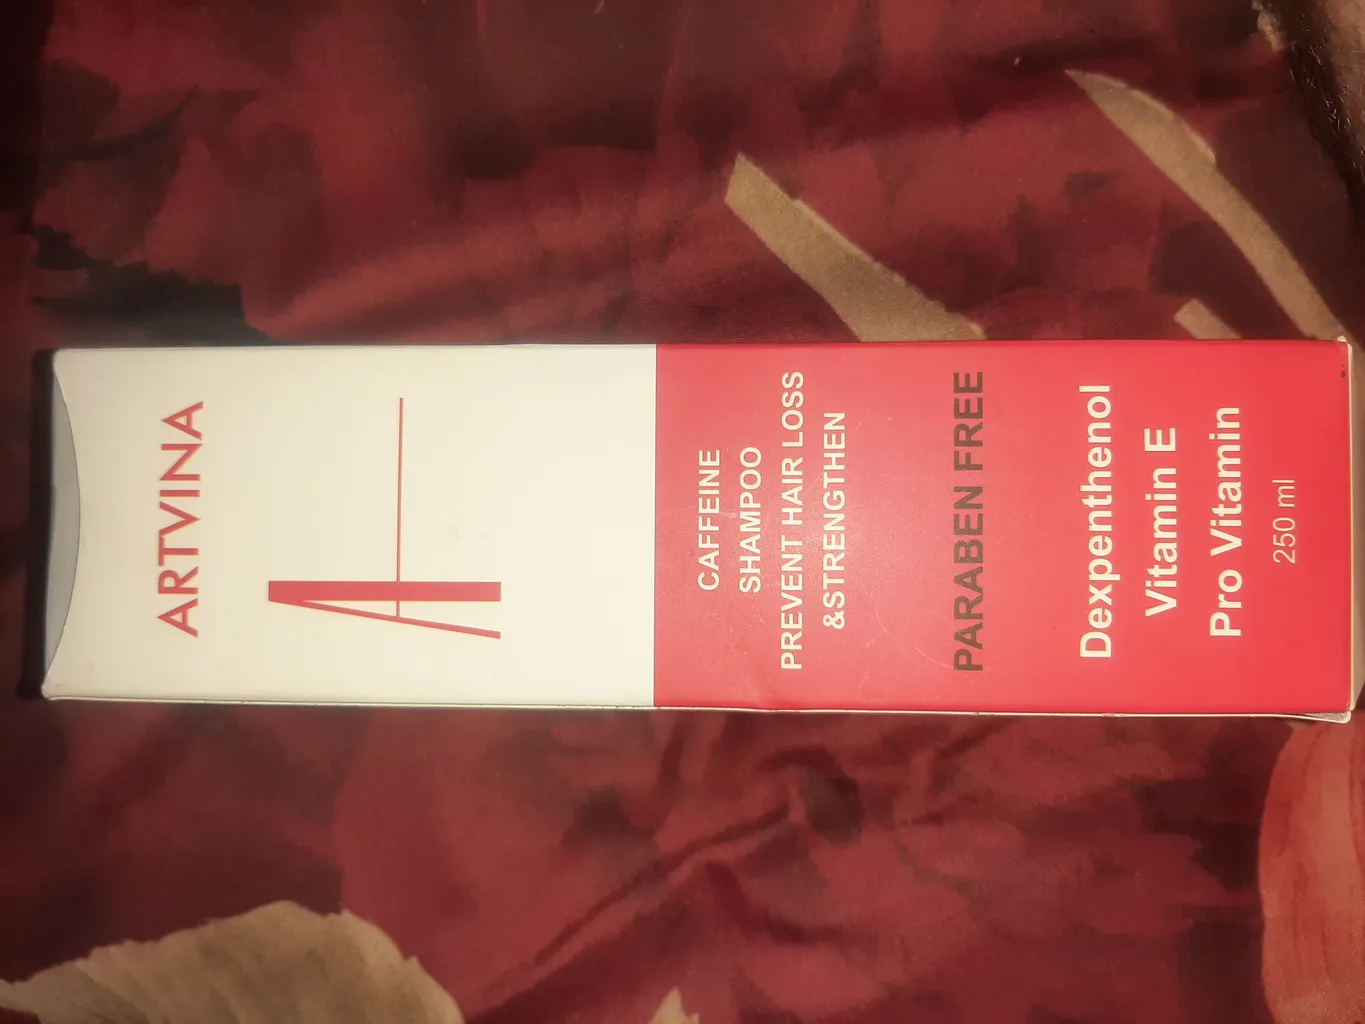 ARTVINA
CAFFEINE
SHAMPOO
PREVENT HAIR LOSS
&STRENGTHEN
PARABEN FREE
Dexpenthenol
Vitamin E
Pro Vitamin
250 ml